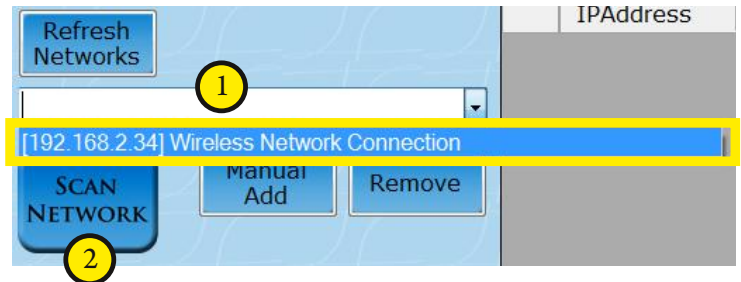 Refresh
Networks
IPAddress
1
[192.168.2.34] Wireless Network Connection
SCAN
NETWORK
Manual
Add
Remove
2